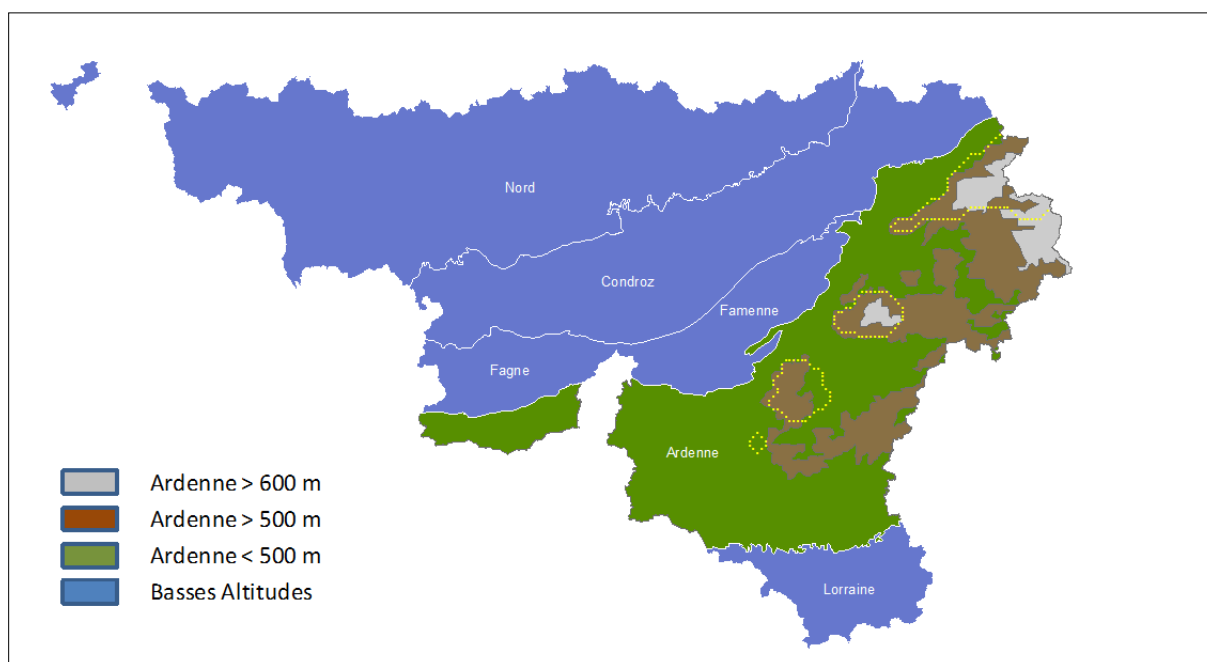 Nord
Condroz
Famenne
Fagne
Ardenne
Lorraine
Ardenne > 600 m
Ardenne > 500 m
Ardenne < 500 m
Basses Altitudes